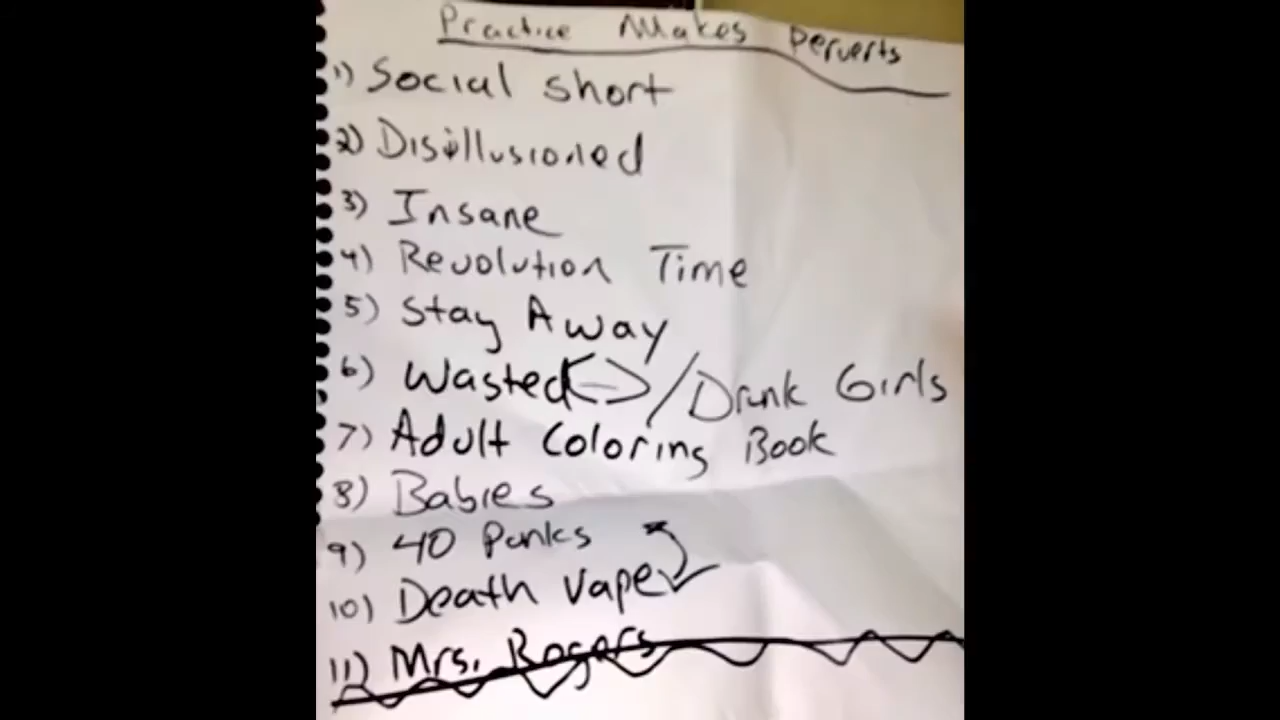 Practice Makes Perverts
1) Social short
2) Disillusioned
3) Insane
4) Revolution Time
5) Stay Away
6) Wasted <-> / Drunk Girls
7) Adult Coloring Book
8) Babies
9) 40 Punks
10) Death Vape
11) Mrs. Rogers